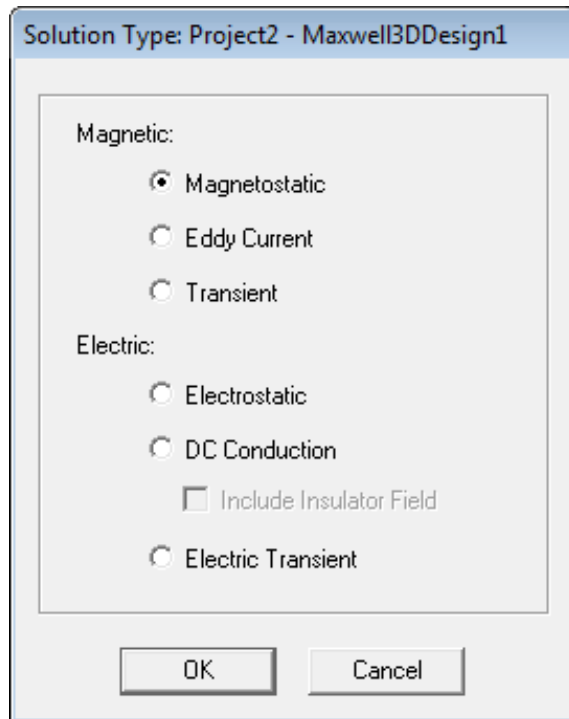 Solution Type: Project2 - Maxwell3DDesign1
Magnetic:
Magnetostatic
Eddy Current
Transient
Electric:
Electrostatic
DC Conduction
Include Insulator Field
Electric Transient
OK
Cancel